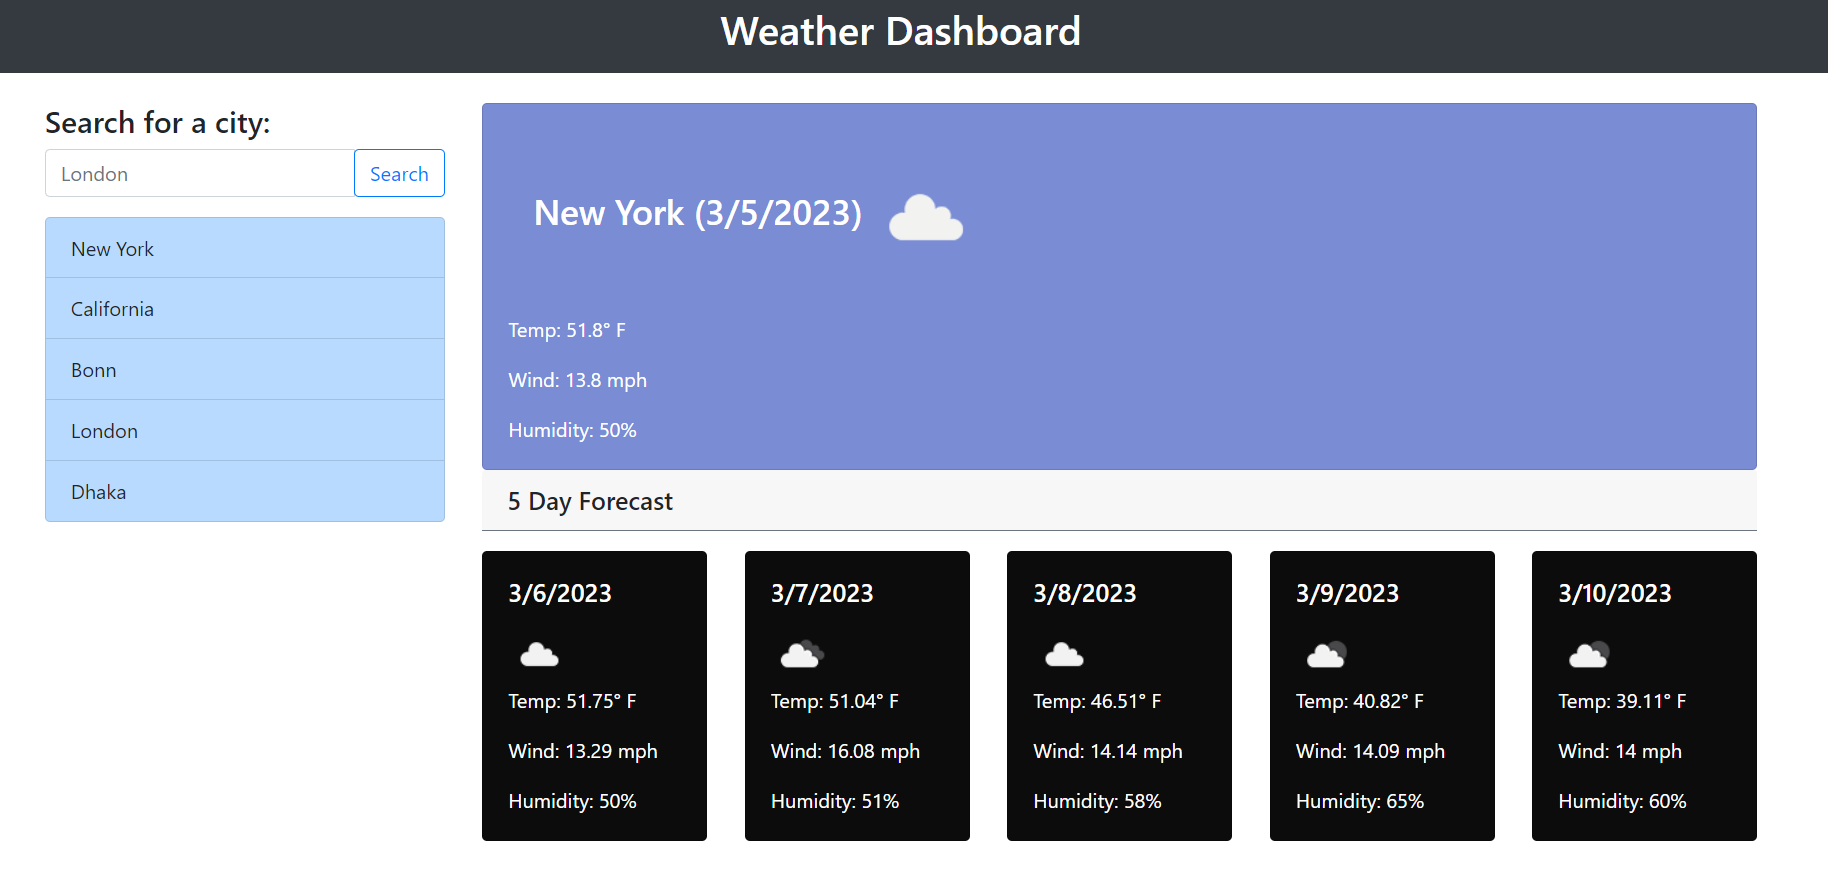 Weather Dashboard
Search for a city:
London
Search
New York
California
Bonn
London
Dhaka
New York (3/5/2023)
Temp: 51.8° F
Wind: 13.8 mph
Humidity: 50%
5 Day Forecast
3/6/2023
Temp: 51.75° F
Wind: 13.29 mph
Humidity: 50%
3/7/2023
Temp: 51.04° F
Wind: 16.08 mph
Humidity: 51%
3/8/2023
Temp: 46.51° F
Wind: 14.14 mph
Humidity: 58%
3/9/2023
Temp: 40.82° F
Wind: 14.09 mph
Humidity: 65%
3/10/2023
Temp: 39.11° F
Wind: 14 mph
Humidity: 60%